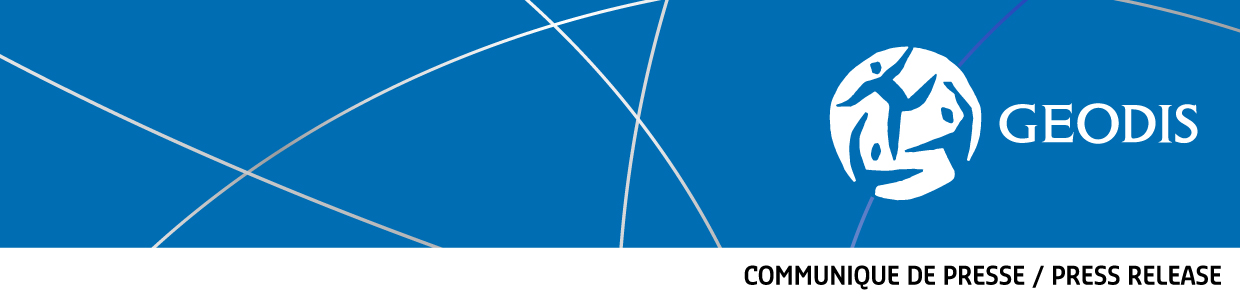 GEODIS
COMMUNIQUE DE PRESSE / PRESS RELEASE